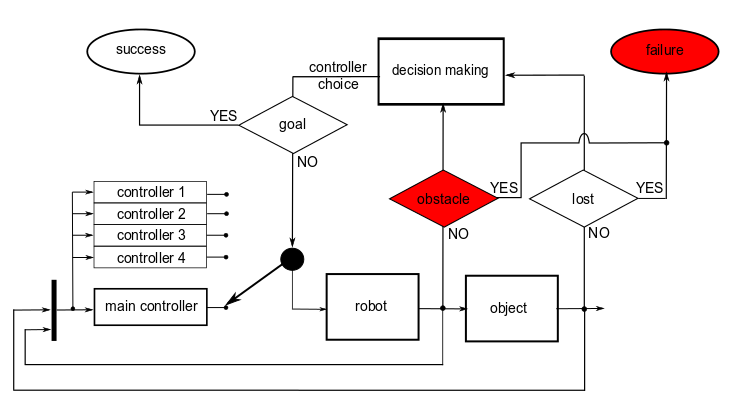 success
controller
choice
decision making
failure
YES
goal
NO
controller 1
controller 2
controller 3
controller 4
obstacle
YES
lost
YES
NO
NO
main controller
robot
object